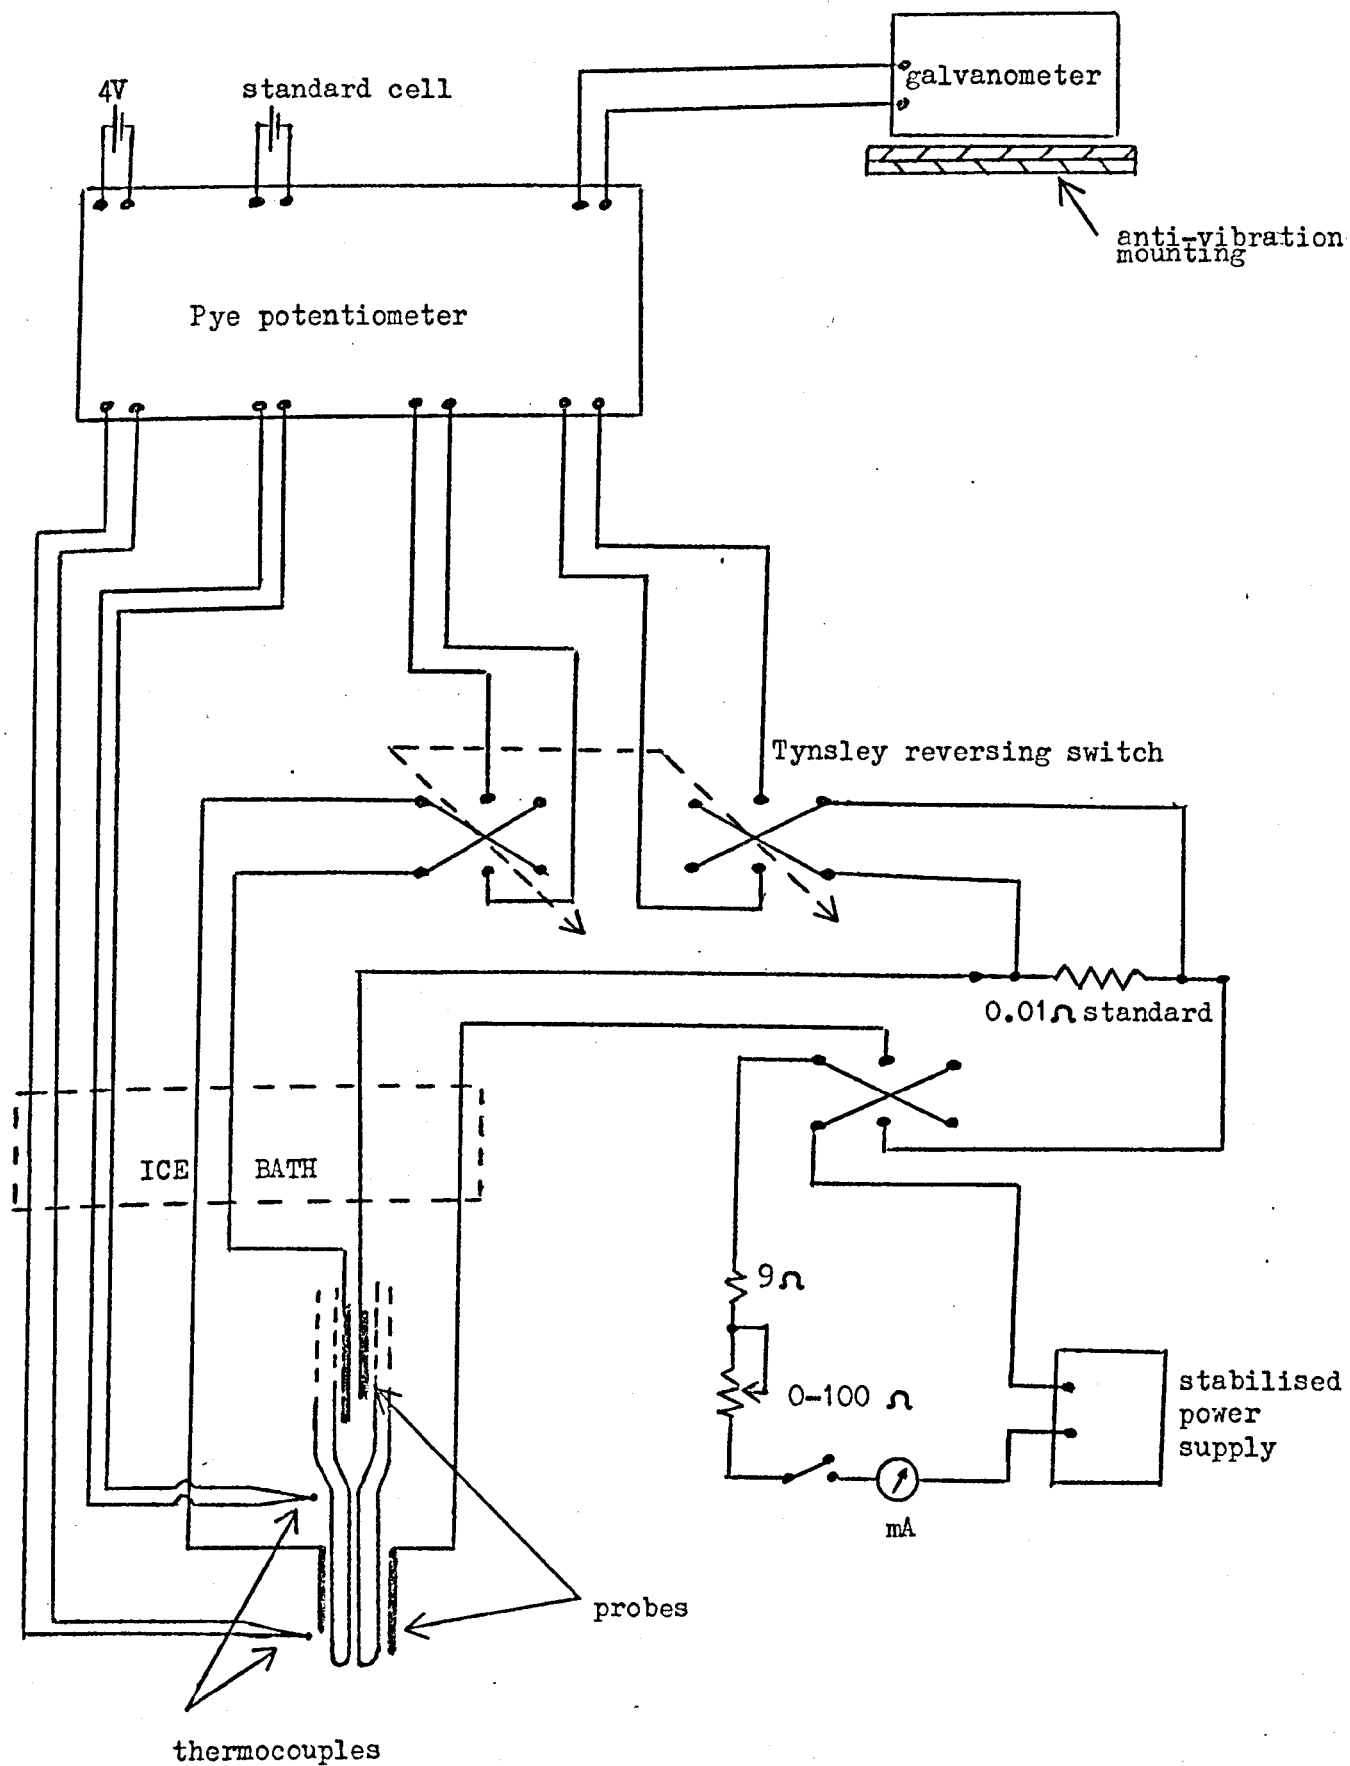 4V
standard cell
galvanometer
anti-vibration
mounting
Pye potentiometer
Tynsley reversing switch
0.01Ω standard
ICE BATH
9Ω
0-100 Ω
stabilised
power
supply
mA
probes
thermocouples